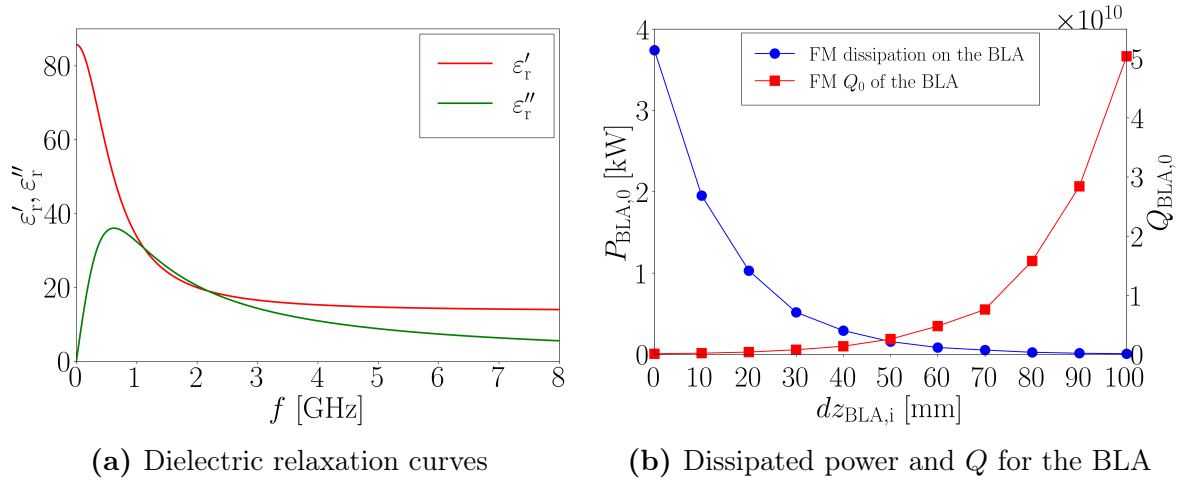 80
60
40
20
0
ε′r, ε″r
ε′r
ε″r
0 1 2 3 4 5 6 7 8
f [GHz]
(a) Dielectric relaxation curves
×10^10
4
3
2
1
0
P_BLA,0 [kW]
FM dissipation on the BLA
FM Q0 of the BLA
5
4
3
2
1
0
Q_BLA,0
0 10 20 30 40 50 60 70 80 90 100
dz_BLA,i [mm]
(b) Dissipated power and Q for the BLA